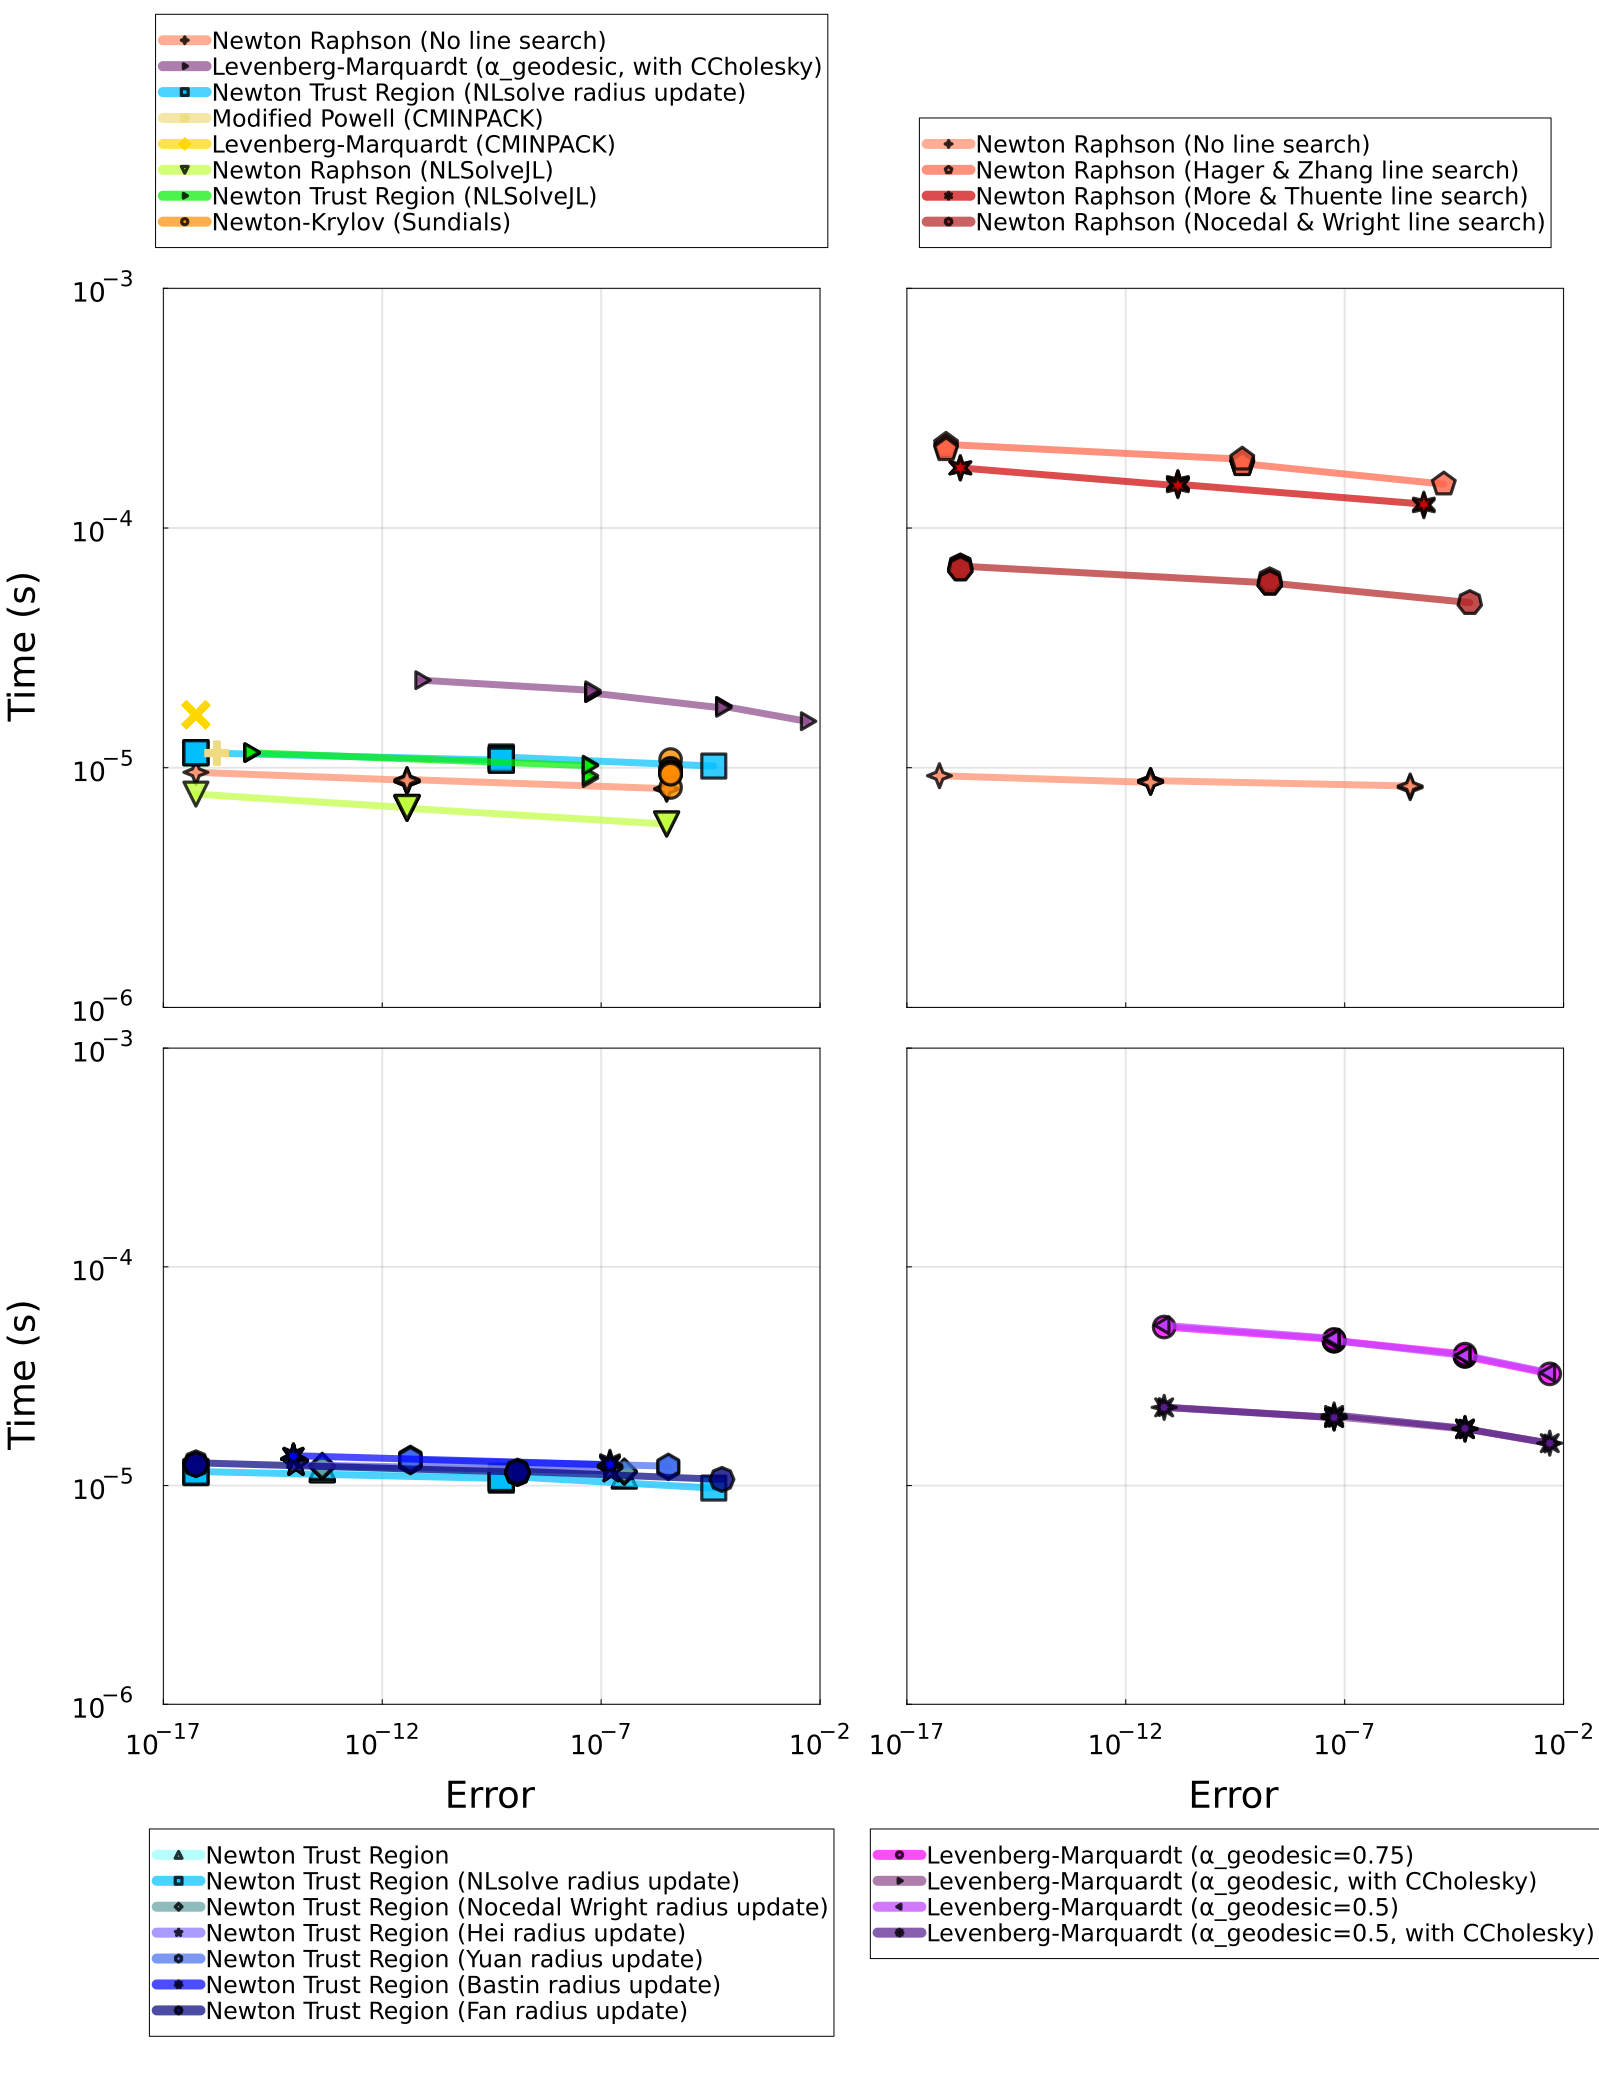 Newton Raphson (No line search)
Levenberg-Marquardt (α_geodesic, with CCholesky)
Newton Trust Region (NLsolve radius update)
Modified Powell (CMINPACK)
Levenberg-Marquardt (CMINPACK)
Newton Raphson (NLSolveJL)
Newton Trust Region (NLSolveJL)
Newton-Krylov (Sundials)
Newton Raphson (No line search)
Newton Raphson (Hager & Zhang line search)
Newton Raphson (More & Thuente line search)
Newton Raphson (Nocedal & Wright line search)
10⁻³
10⁻⁴
10⁻⁵
10⁻⁶
Time (s)
10⁻³
10⁻⁴
10⁻⁵
10⁻⁶
Time (s)
10⁻¹⁷ 10⁻¹² 10⁻⁷ 10⁻²
Error
10⁻¹⁷ 10⁻¹² 10⁻⁷ 10⁻²
Error
Newton Trust Region
Newton Trust Region (NLsolve radius update)
Newton Trust Region (Nocedal Wright radius update)
Newton Trust Region (Hei radius update)
Newton Trust Region (Yuan radius update)
Newton Trust Region (Bastin radius update)
Newton Trust Region (Fan radius update)
Levenberg-Marquardt (α_geodesic=0.75)
Levenberg-Marquardt (α_geodesic, with CCholesky)
Levenberg-Marquardt (α_geodesic=0.5)
Levenberg-Marquardt (α_geodesic=0.5, with CCholesky)